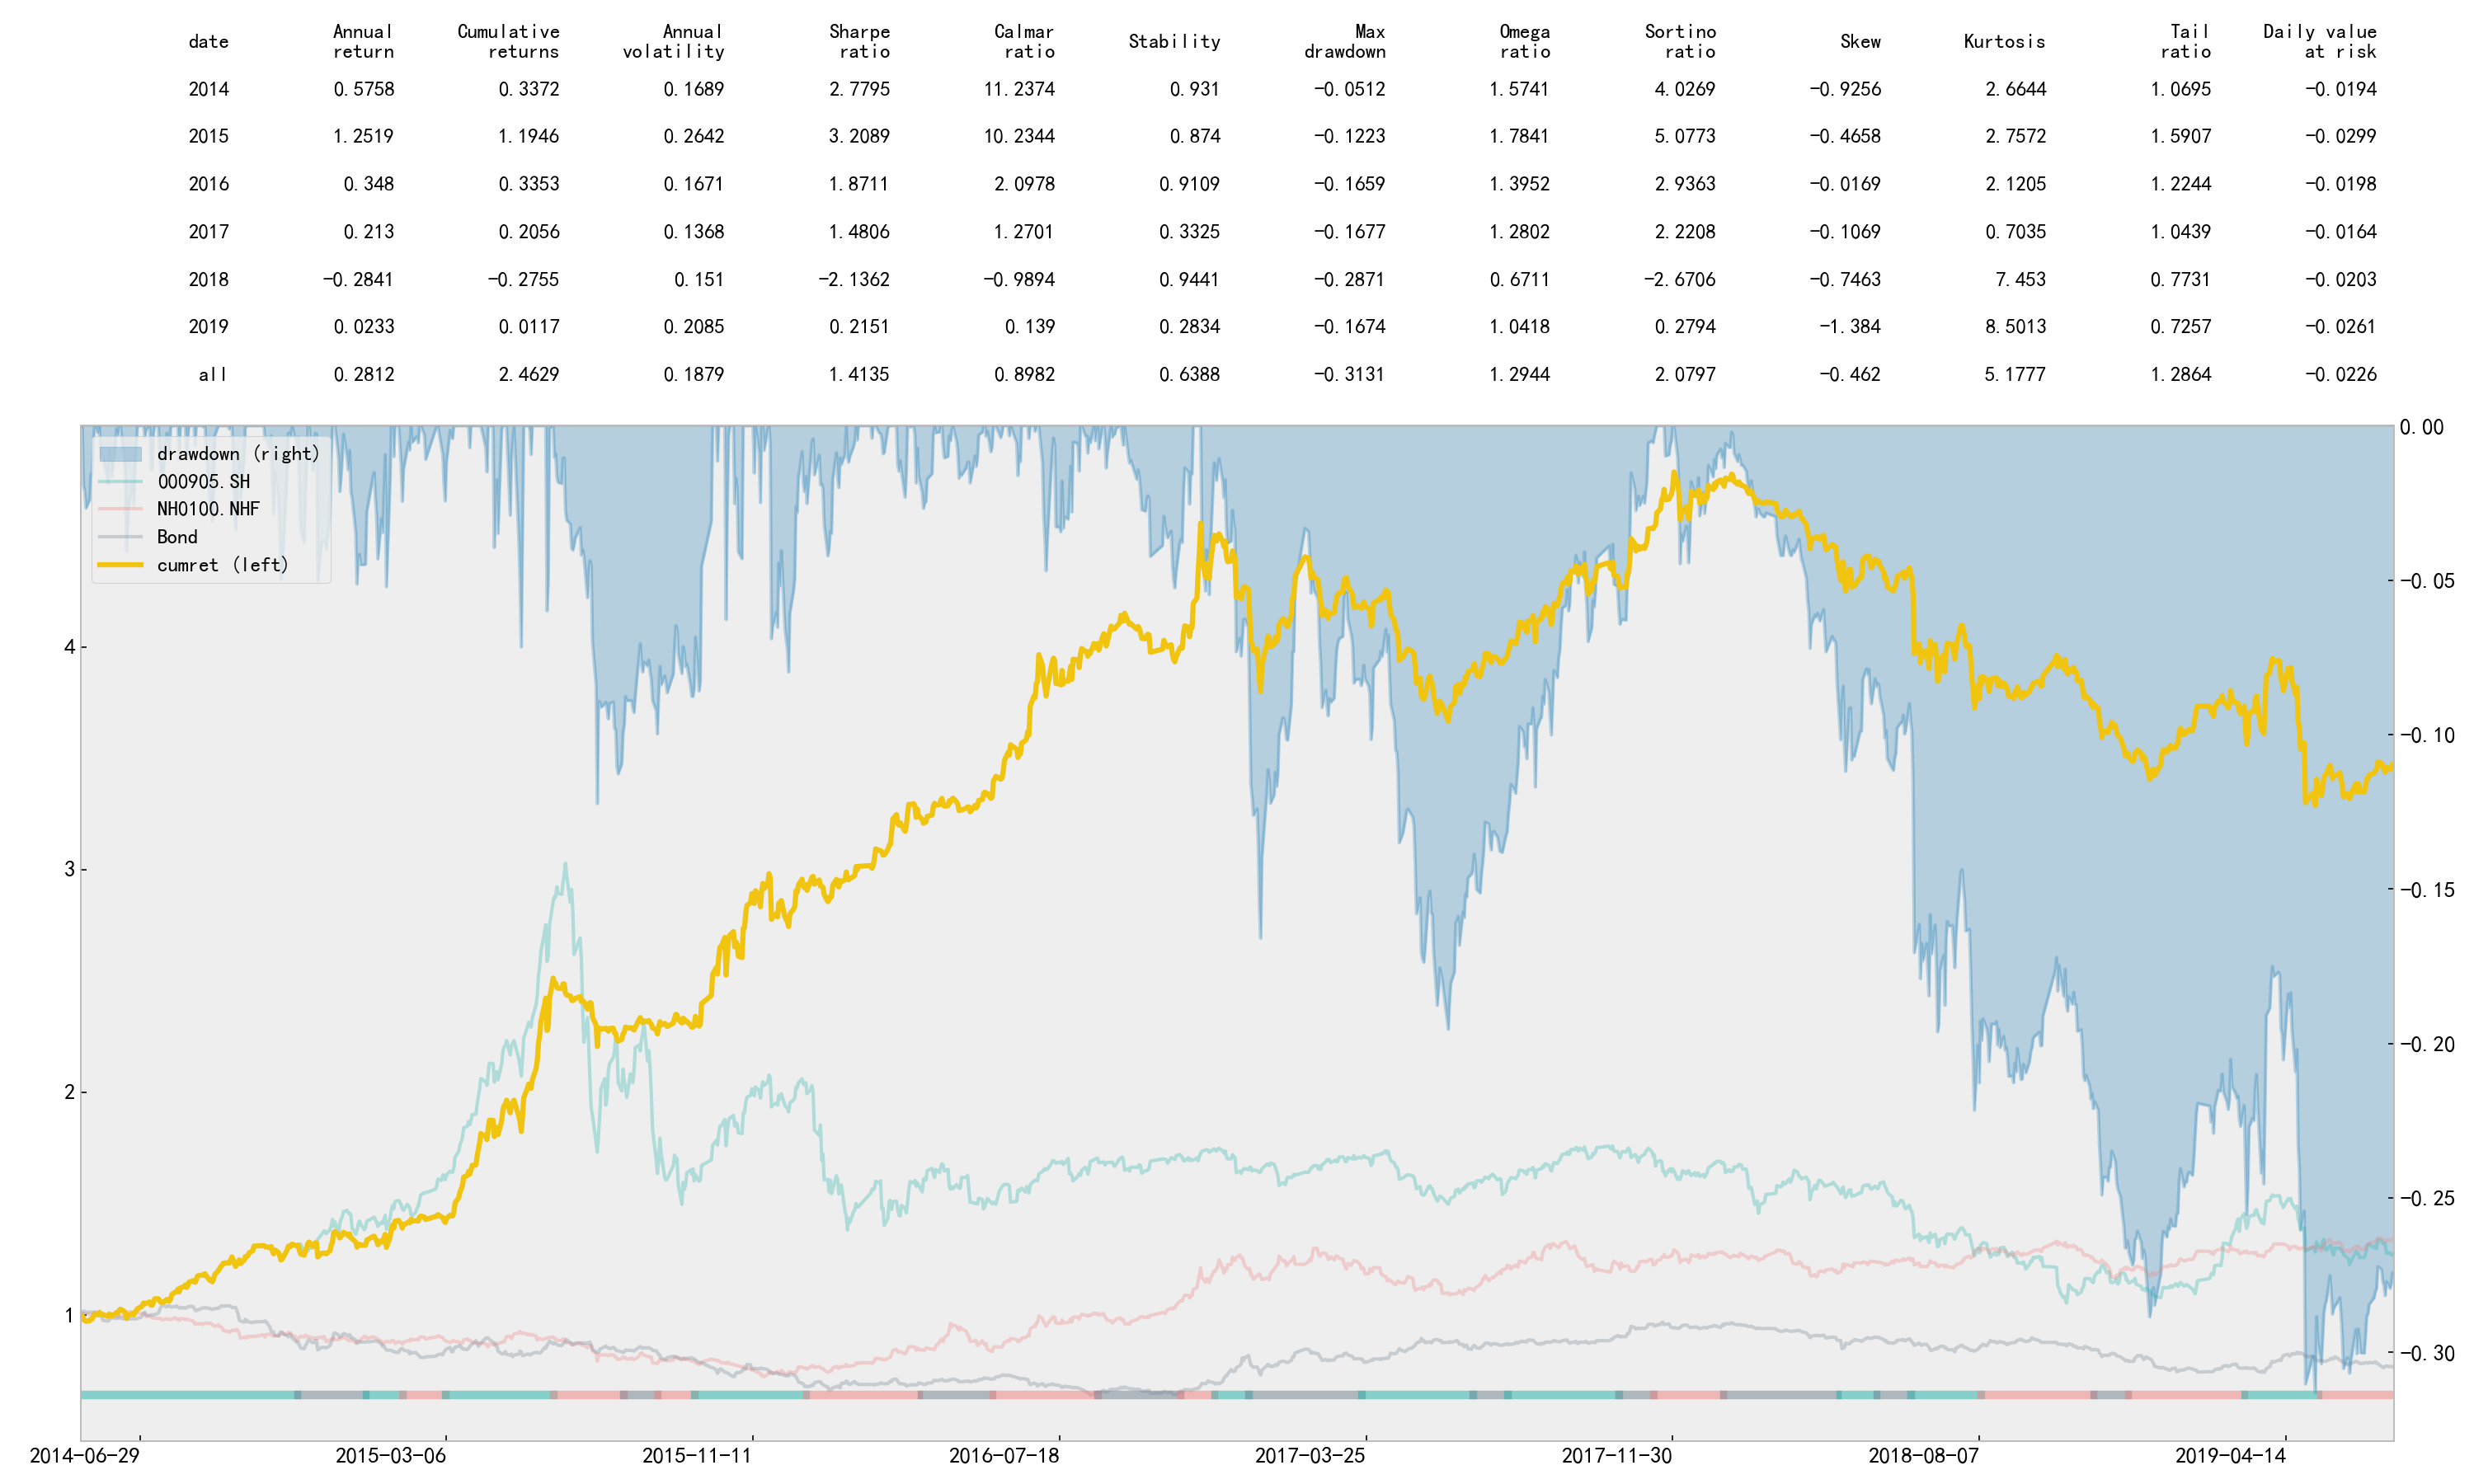 date Annual return Cumulative returns Annual volatility Sharpe ratio Calmar ratio Stability Max drawdown Omega ratio Sortino ratio Skew Kurtosis Tail ratio Daily value at risk
2014 0.5758 0.3372 0.1689 2.7795 11.2374 0.931 -0.0512 1.5741 4.0269 -0.9256 2.6644 1.0695 -0.0194
2015 1.2519 1.1946 0.2642 3.2089 10.2344 0.874 -0.1223 1.7841 5.0773 -0.4658 2.7572 1.5907 -0.0299
2016 0.348 0.3353 0.1671 1.8711 2.0978 0.9109 -0.1659 1.3952 2.9363 -0.0169 2.1205 1.2244 -0.0198
2017 0.213 0.2056 0.1368 1.4806 1.2701 0.3325 -0.1677 1.2802 2.2208 -0.1069 0.7035 1.0439 -0.0164
2018 -0.2841 -0.2755 0.151 -2.1362 -0.9894 0.9441 -0.2871 0.6711 -2.6706 -0.7463 7.453 0.7731 -0.0203
2019 0.0233 0.0117 0.2085 0.2151 0.139 0.2834 -0.1674 1.0418 0.2794 -1.384 8.5013 0.7257 -0.0261
all 0.2812 2.4629 0.1879 1.4135 0.8982 0.6388 -0.3131 1.2944 2.0797 -0.462 5.1777 1.2864 -0.0226
drawdown (right)
000905.SH
NH0100.NHF
Bond
cumret (left)
4
3
2
1
0.00
-0.05
-0.10
-0.15
-0.20
-0.25
-0.30
2014-06-29 2015-03-06 2015-11-11 2016-07-18 2017-03-25 2017-11-30 2018-08-07 2019-04-14